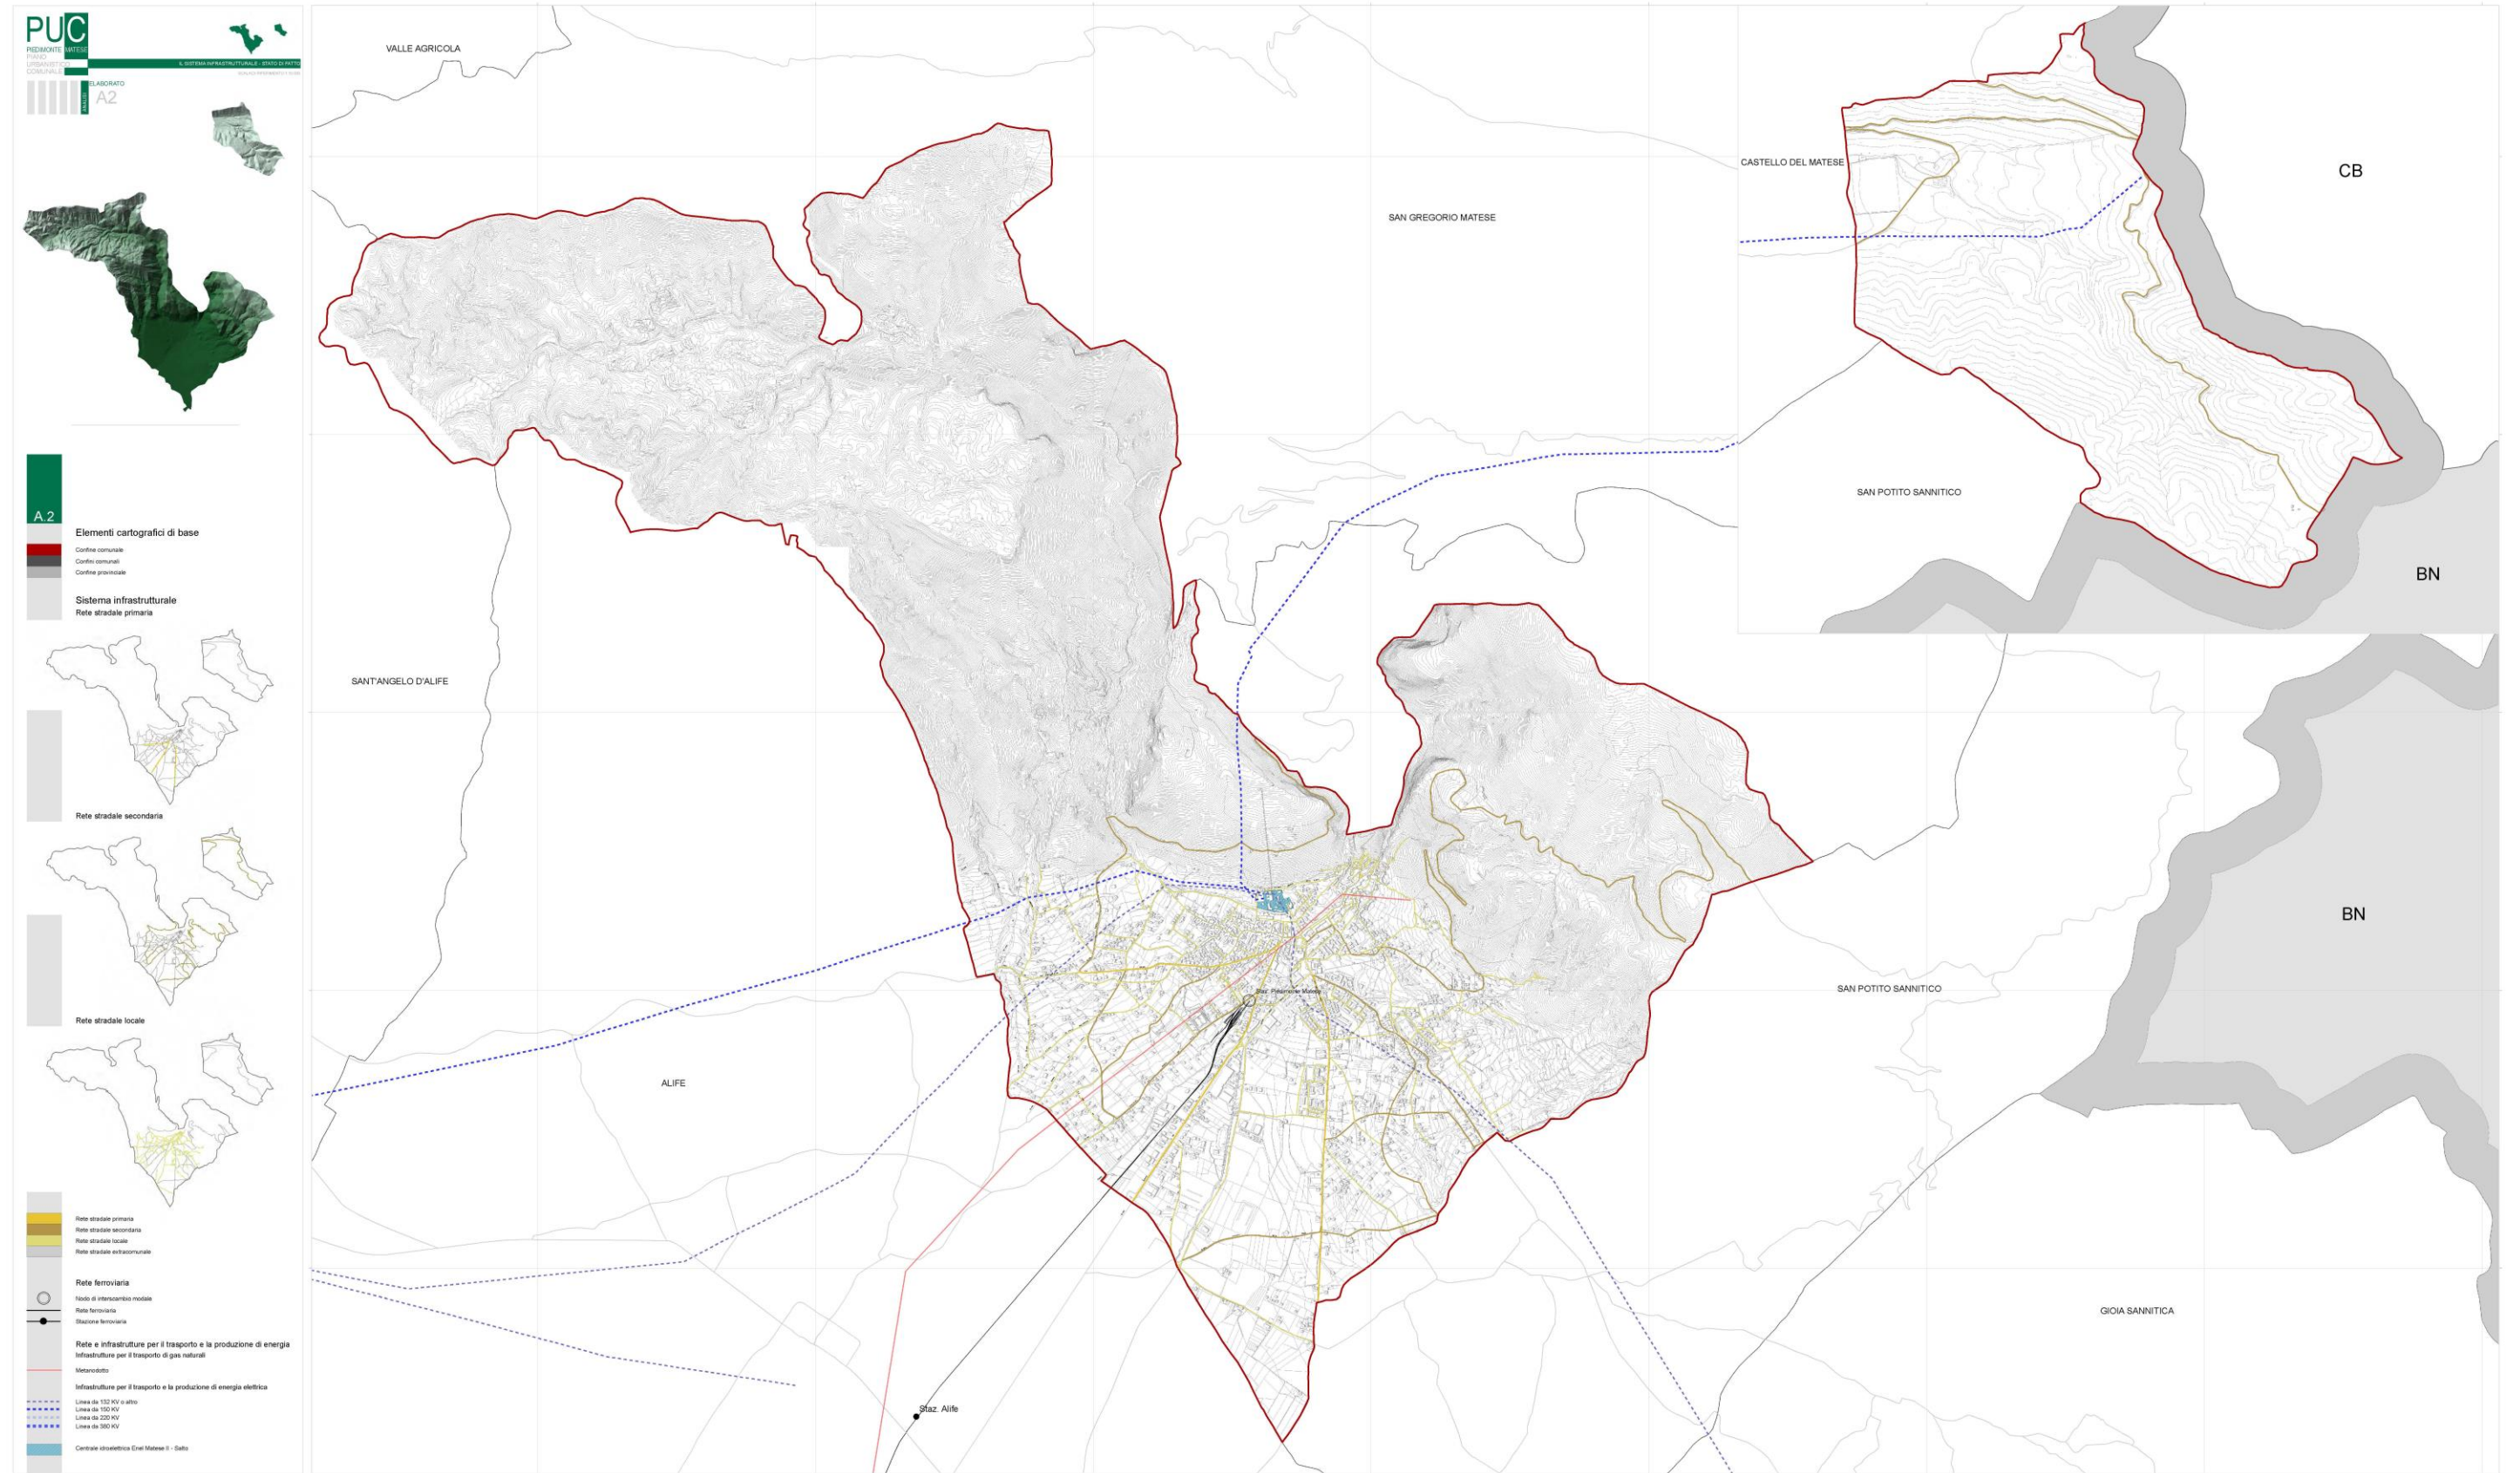 PUC
PIEDIMONTE MATESE
PIANO
URBANISTICO
COMUNALE
IL SISTEMA INFRASTRUTTURALE - STATO DI FATTO
ELABORATO
ANALISI
A2
A.2
Elementi cartografici di base
Confine comunale
Confini comunali
Confine provinciale
Sistema infrastrutturale
Rete stradale primaria
Rete stradale secondaria
Rete stradale locale
Rete stradale primaria
Rete stradale secondaria
Rete stradale locale
Rete stradale extracomunale
Rete ferroviaria
Nodo di interscambio modale
Rete ferroviaria
Stazione ferroviaria
Rete e infrastrutture per il trasporto e la produzione di energia
Infrastrutture per il trasporto di gas naturali
Metanodotto
Infrastrutture per il trasporto e la produzione di energia elettrica
Linea da 132 KV o altro
Linea da 150 KV
Linea da 220 KV
Linea da 380 KV
Centrale idroelettrica Enel Matese II - Salto
VALLE AGRICOLA
CASTELLO DEL MATESE
CB
SAN GREGORIO MATESE
SAN POTITO SANNITICO
BN
SANT'ANGELO D'ALIFE
BN
SAN POTITO SANNITICO
Staz. Piedimonte Matese
ALIFE
GIOIA SANNITICA
Staz. Alife